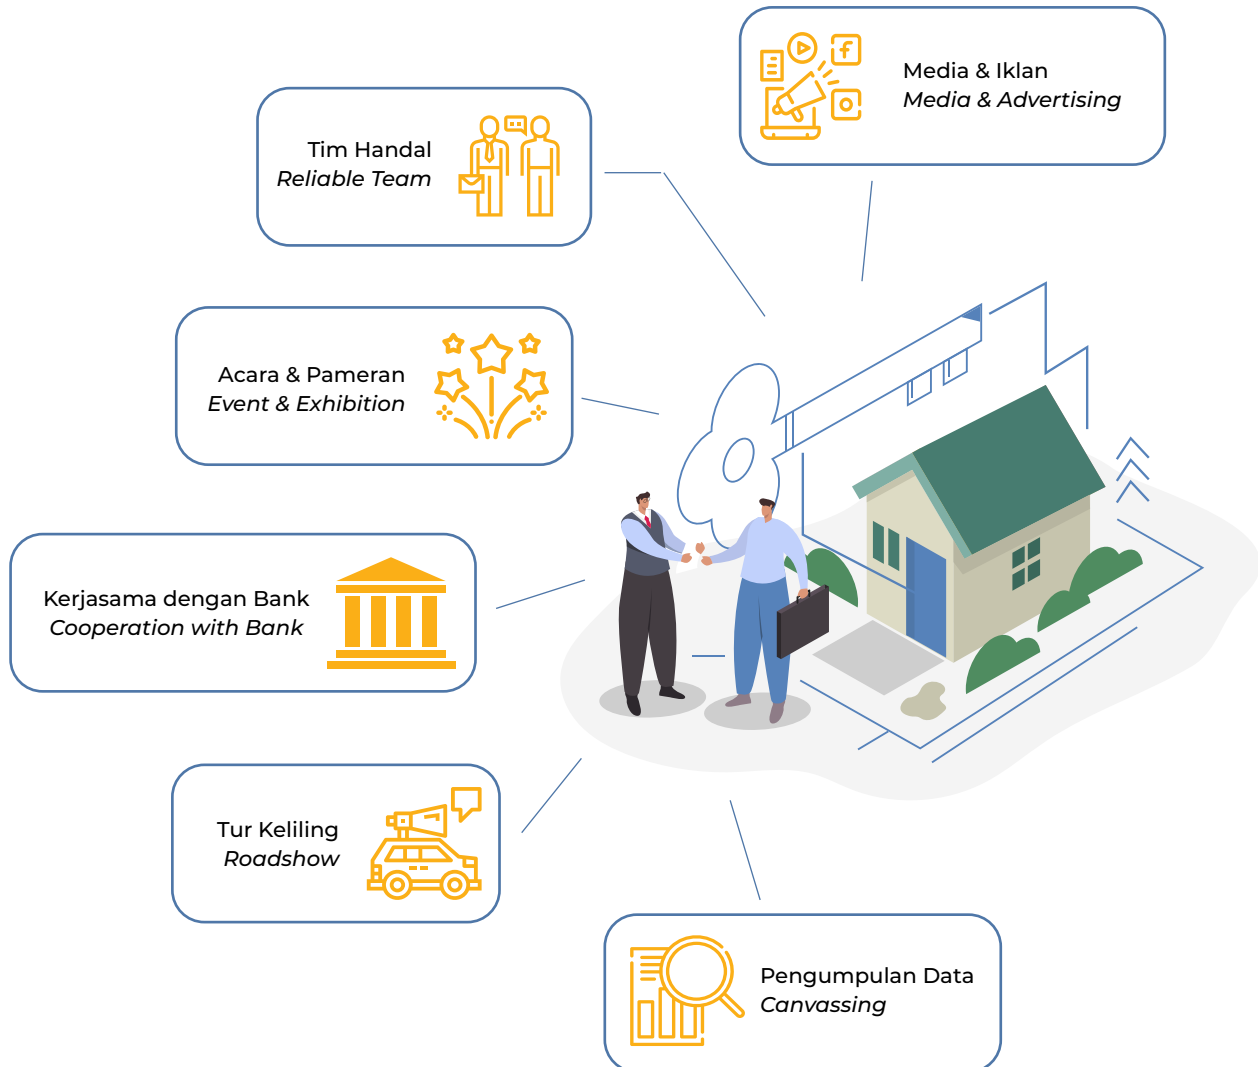 Media & Iklan
Media & Advertising
Tim Handal
Reliable Team
Acara & Pameran
Event & Exhibition
Kerjasama dengan Bank
Cooperation with Bank
Tur Keliling
Roadshow
Pengumpulan Data
Canvassing